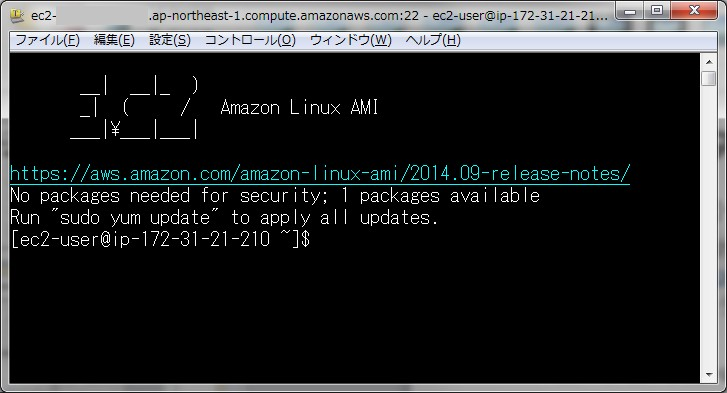 ec2- .ap-northeast-1.compute.amazonaws.com:22 - ec2-user@ip-172-31-21-21...
ファイル(F) 編集(E) 設定(S) コントロール(O) ウィンドウ(W) ヘルプ(H)
__|  __|_  )
_|  (     /   Amazon Linux AMI
___|¥___|___|
https://aws.amazon.com/amazon-linux-ami/2014.09-release-notes/
No packages needed for security; 1 packages available
Run "sudo yum update" to apply all updates.
[ec2-user@ip-172-31-21-210 ~]$